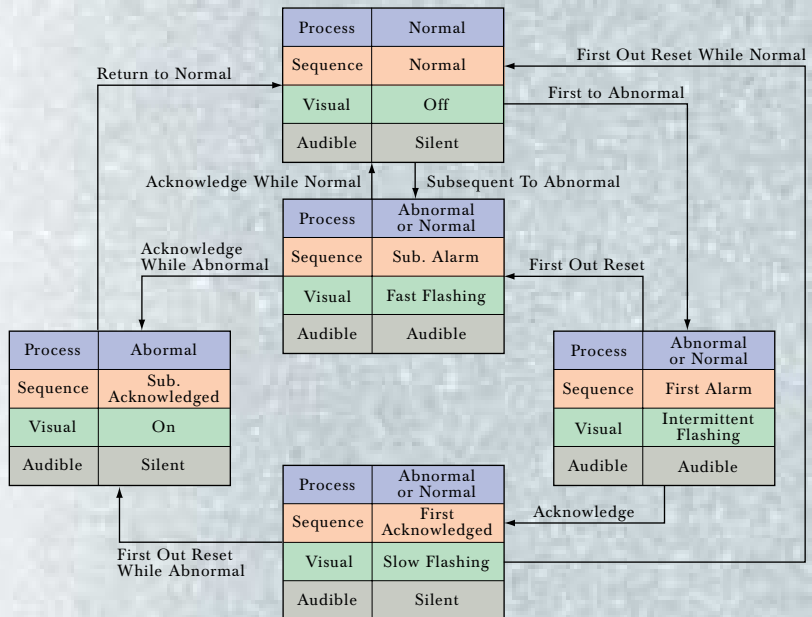 Process Normal
Sequence Normal
Visual Off
Audible Silent
Return to Normal
First Out Reset While Normal
First to Abnormal
Acknowledge While Normal
Subsequent To Abnormal
Process Abnormal
or Normal
Sequence Sub. Alarm
Visual Fast Flashing
Audible Audible
Acknowledge
While Abnormal
First Out Reset
Process Abormal
Sequence Sub.
Acknowledged
Visual On
Audible Silent
Process Abnormal
or Normal
Sequence First Alarm
Visual Intermittent
Flashing
Audible Audible
Process Abnormal
or Normal
Sequence First
Acknowledged
Visual Slow Flashing
Audible Silent
Acknowledge
First Out Reset
While Abnormal